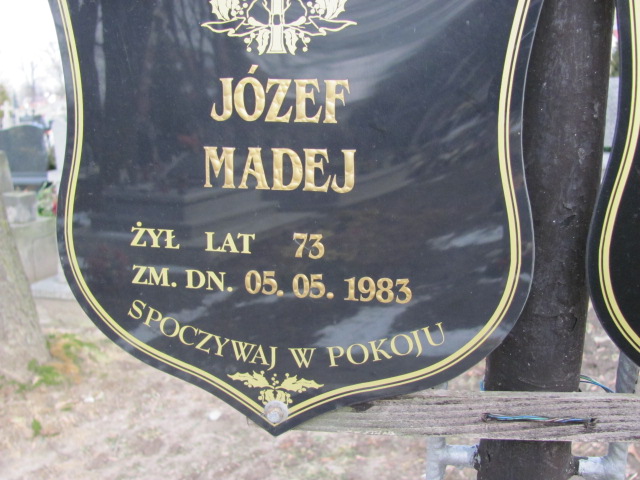 JÓZEF
MADEJ
ŻYŁ LAT 73
ZM. DN. 05.05.1983
SPOCZYWAJ W POKOJU